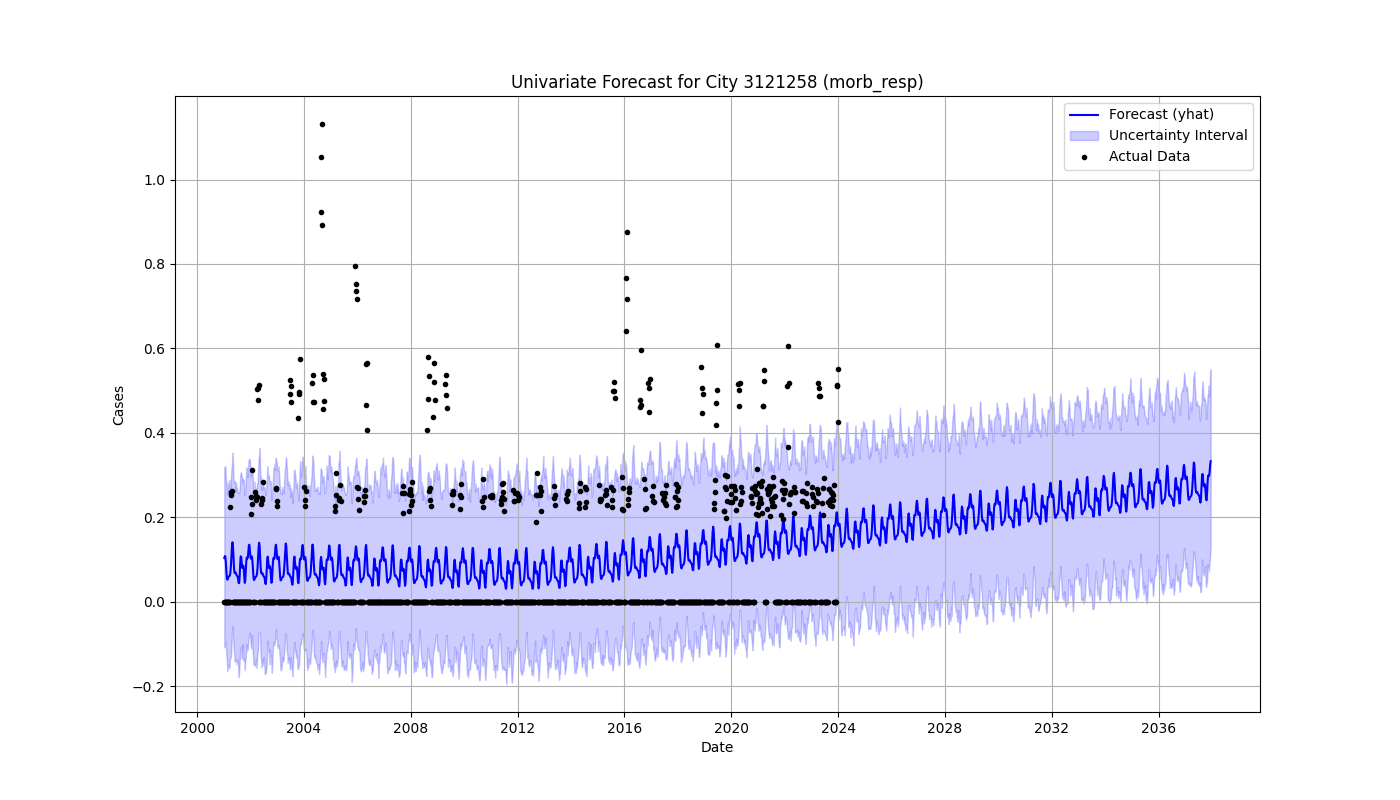 Univariate Forecast for City 3121258 (morb_resp)
Forecast (yhat)
Uncertainty Interval
Actual Data
Cases
1.0
0.8
0.6
0.4
0.2
0.0
−0.2
2000 2004 2008 2012 2016 2020 2024 2028 2032 2036
Date